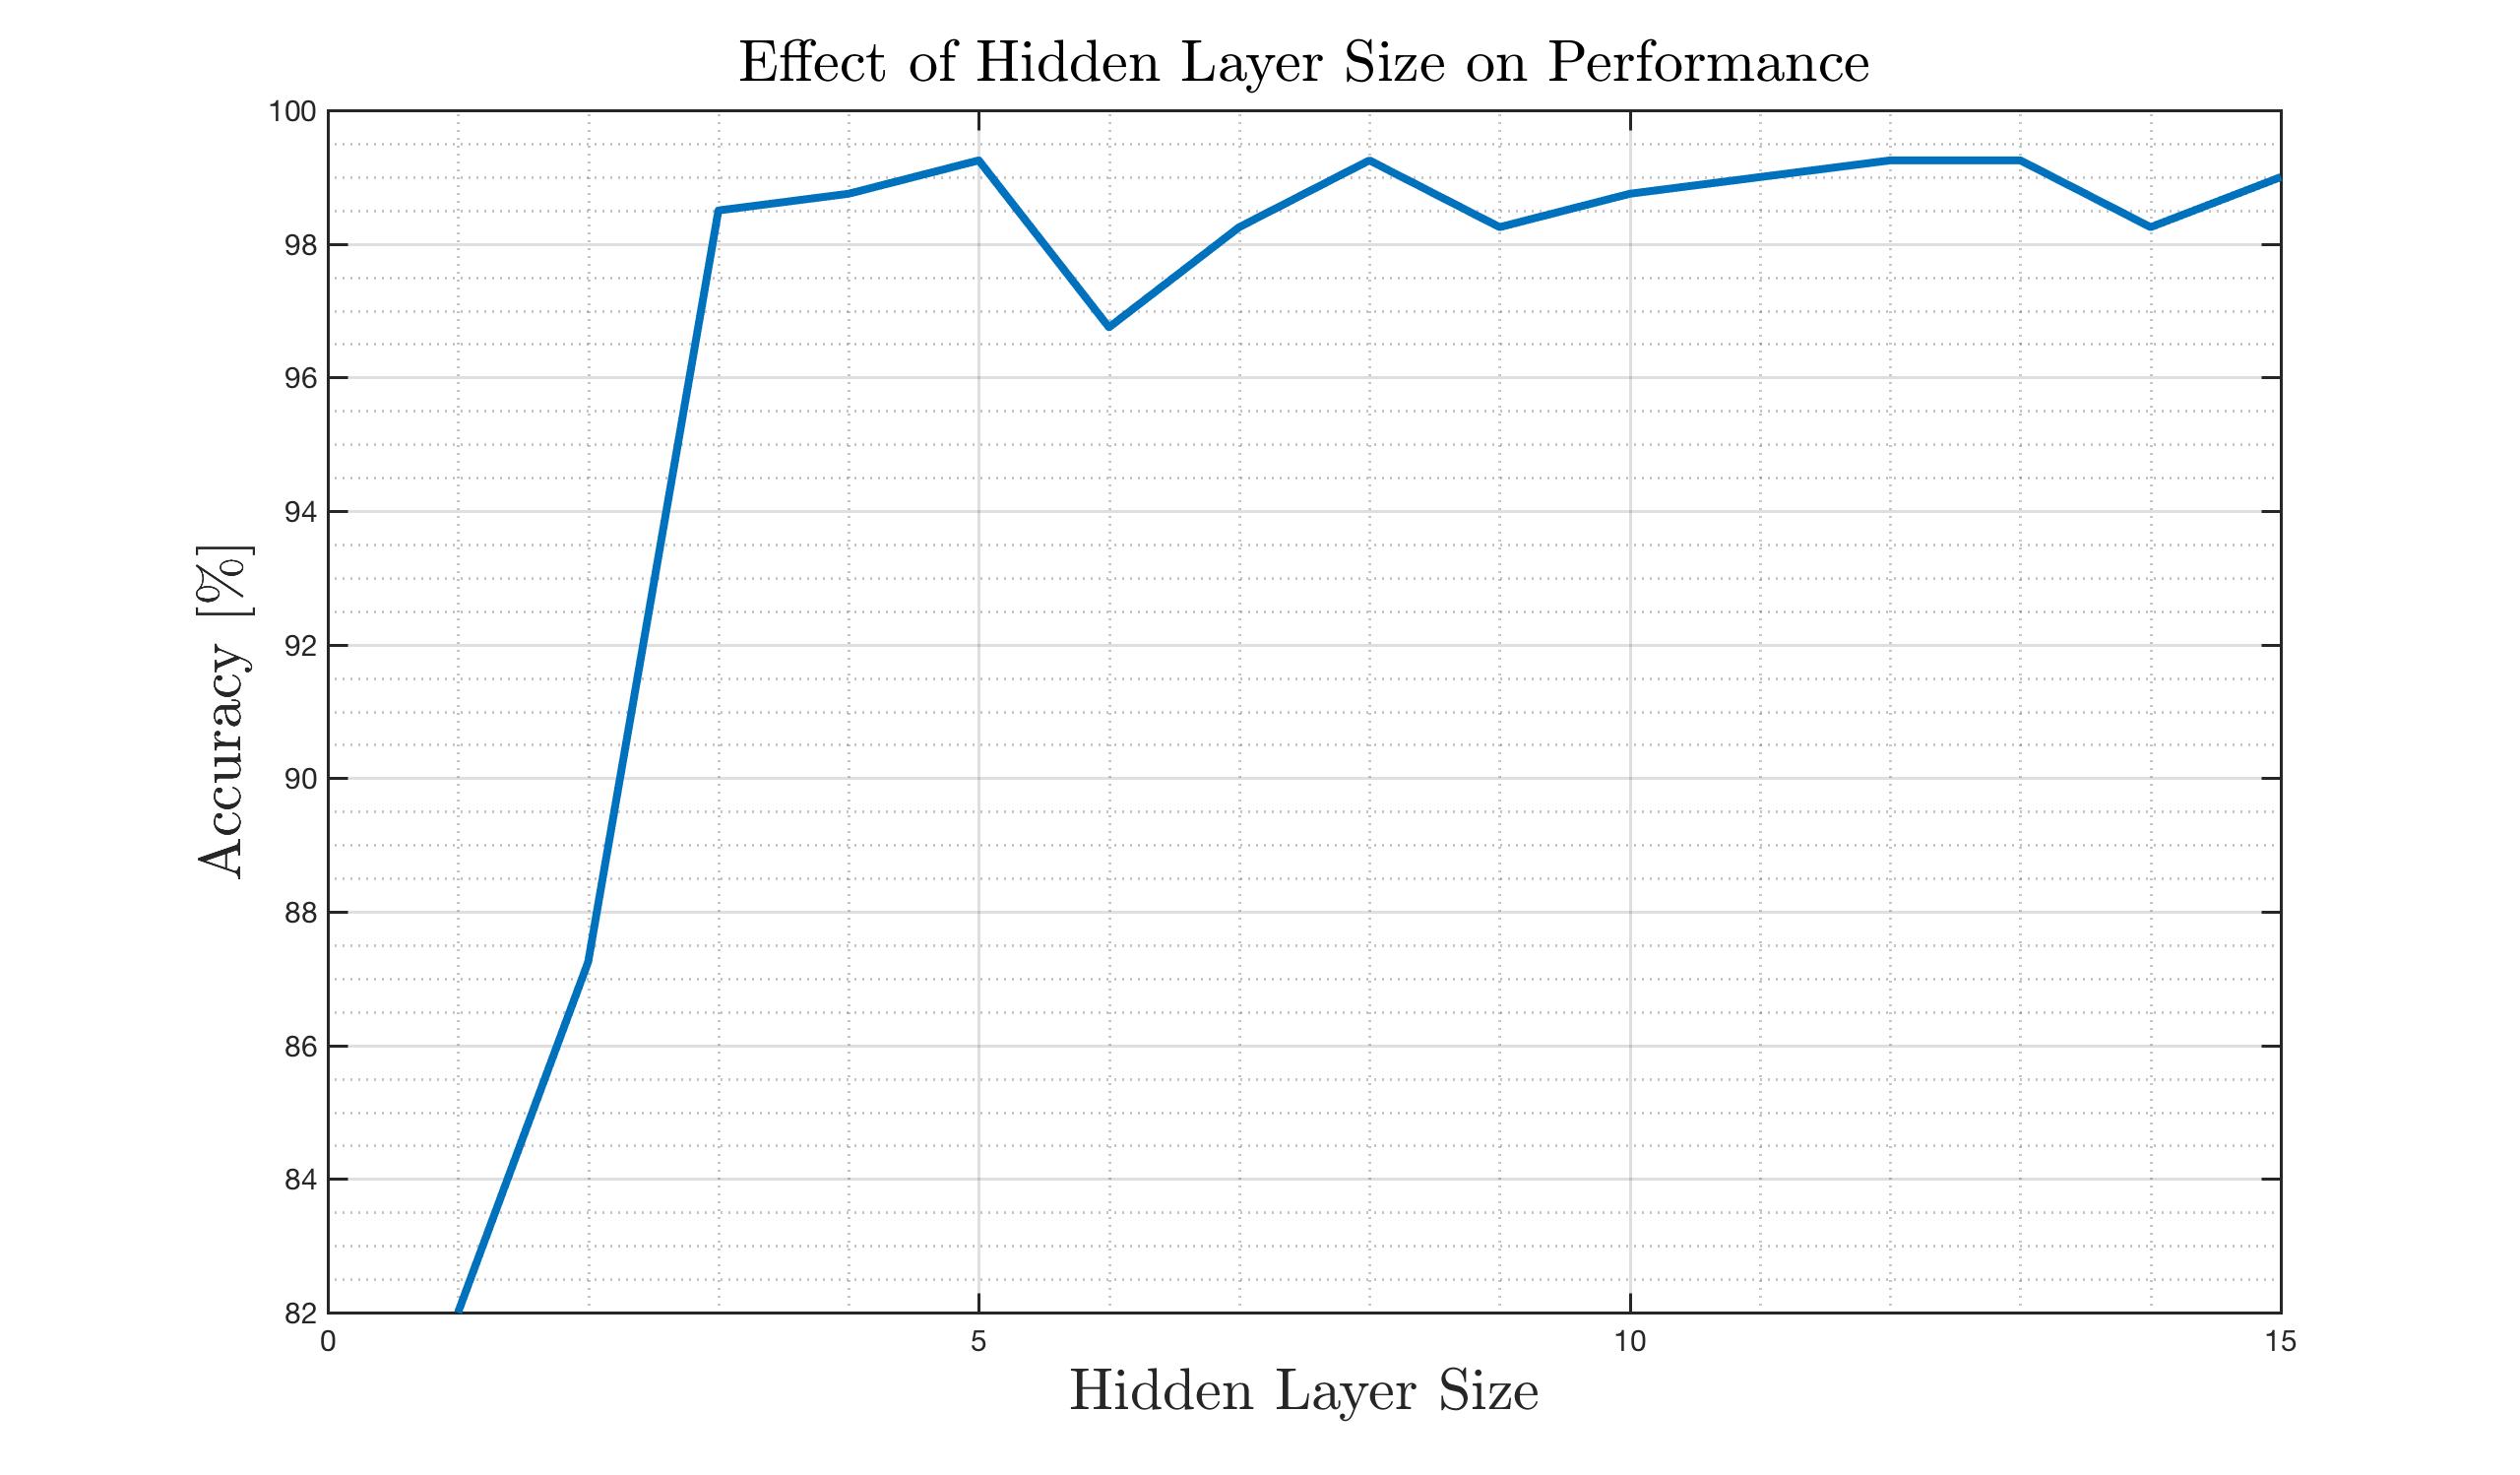 Effect of Hidden Layer Size on Performance
100
98
96
94
92
90
88
86
84
82
Accuracy [%]
0 5 10 15
Hidden Layer Size